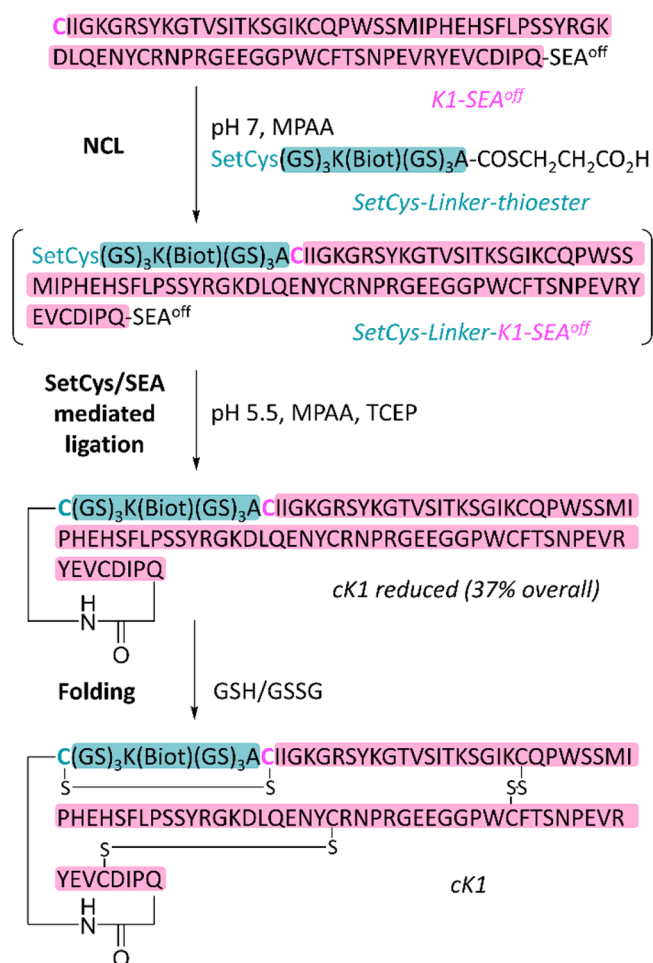 CIIGKGRSYKGTVSITKSGIKCQPWSSMIPHEHSFLPSSYRGK
DLQENYCRNPRGEEGGPWCFTSNPEVRYEVCDIPQ-SEAᵒᶠᶠ
K1-SEAᵒᶠᶠ
NCL
pH 7, MPAA
SetCys(GS)₃K(Biot)(GS)₃A-COSCH₂CH₂CO₂H
SetCys-Linker-thioester
SetCys(GS)₃K(Biot)(GS)₃ACIIGKGRSYKGTVSITKSGIKCQPWSS
MIPHEHSFLPSSYRGKDLQENYCRNPRGEEGGPWCFTSNPEVRY
EVCDIPQ-SEAᵒᶠᶠ
SetCys-Linker-K1-SEAᵒᶠᶠ
SetCys/SEA
mediated
ligation
pH 5.5, MPAA, TCEP
C(GS)₃K(Biot)(GS)₃ACIIGKGRSYKGTVSITKSGIKCQPWSSMI
PHEHSFLPSSYRGKDLQENYCRNPRGEEGGPWCFTSNPEVR
YEVCDIPQ
cK1 reduced (37% overall)
H
N
O
Folding
GSH/GSSG
C(GS)₃K(Biot)(GS)₃ACIIGKGRSYKGTVSITKSGIKCQPWSSMI
S S SS
PHEHSFLPSSYRGKDLQENYCRNPRGEEGGPWCFTSNPEVR
S S
YEVCDIPQ
cK1
H
N
O